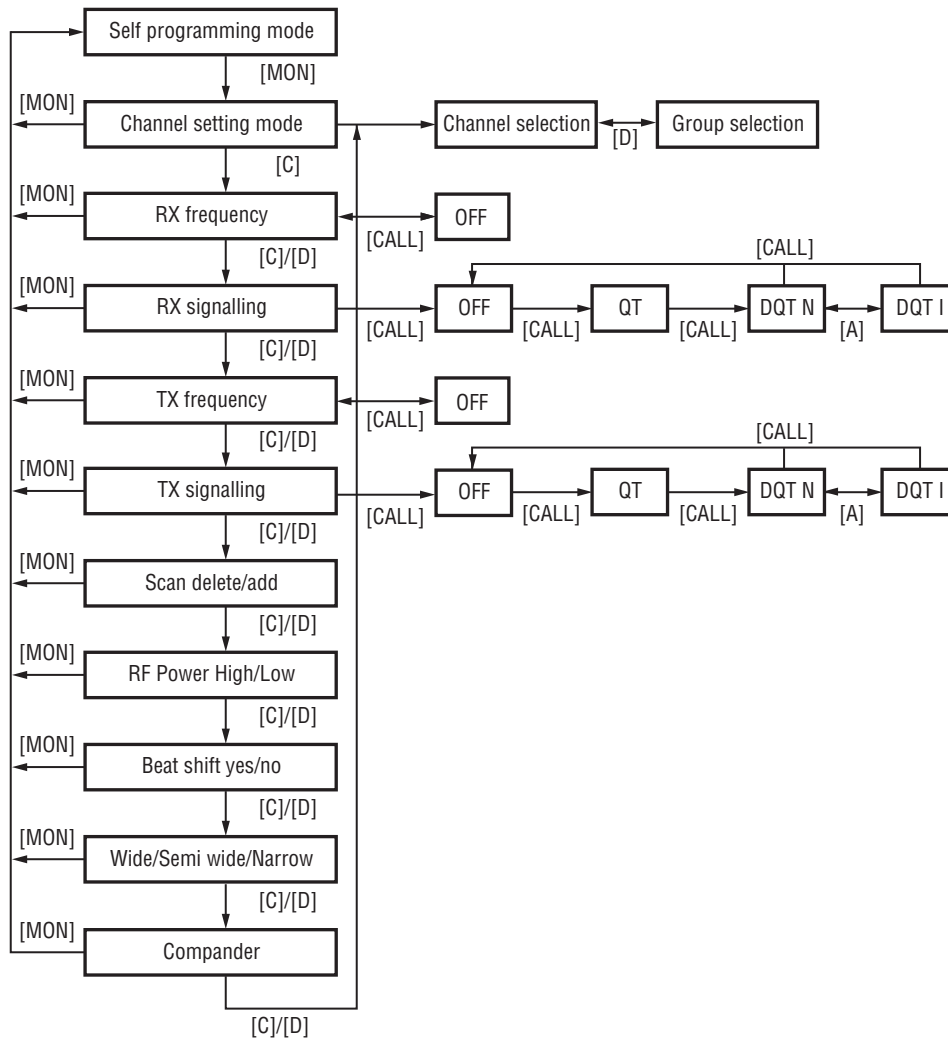 Self programming mode
[MON]
[MON]
Channel setting mode
Channel selection
[D]
Group selection
[C]
[MON]
RX frequency
[CALL]
OFF
[C]/[D]
[CALL]
[MON]
RX signalling
[CALL]
OFF
[CALL]
QT
[CALL]
DQT N
[A]
DQT I
[C]/[D]
[MON]
TX frequency
[CALL]
OFF
[C]/[D]
[CALL]
[MON]
TX signalling
[CALL]
OFF
[CALL]
QT
[CALL]
DQT N
[A]
DQT I
[C]/[D]
[MON]
Scan delete/add
[C]/[D]
[MON]
RF Power High/Low
[C]/[D]
[MON]
Beat shift yes/no
[C]/[D]
[MON]
Wide/Semi wide/Narrow
[C]/[D]
[MON]
Compander
[C]/[D]